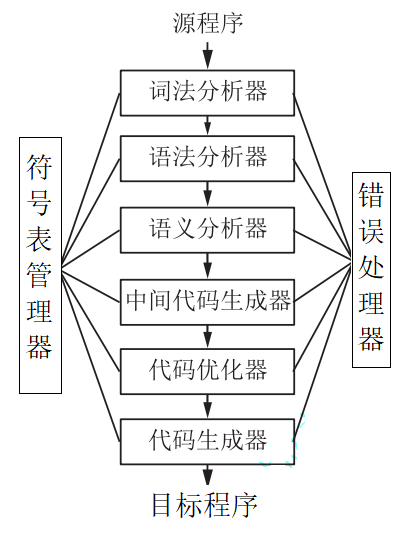 源程序
词法分析器
语法分析器
语义分析器
中间代码生成器
代码优化器
代码生成器
目标程序
符号表管理器
错误处理器